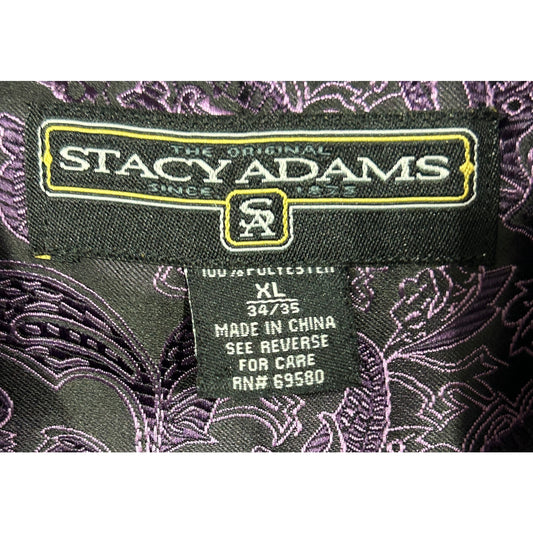 THE ORIGINAL
STACY ADAMS
SINCE 1875
SA
100% POLYESTER
XL
34/35
MADE IN CHINA
SEE REVERSE
FOR CARE
RN# 69580